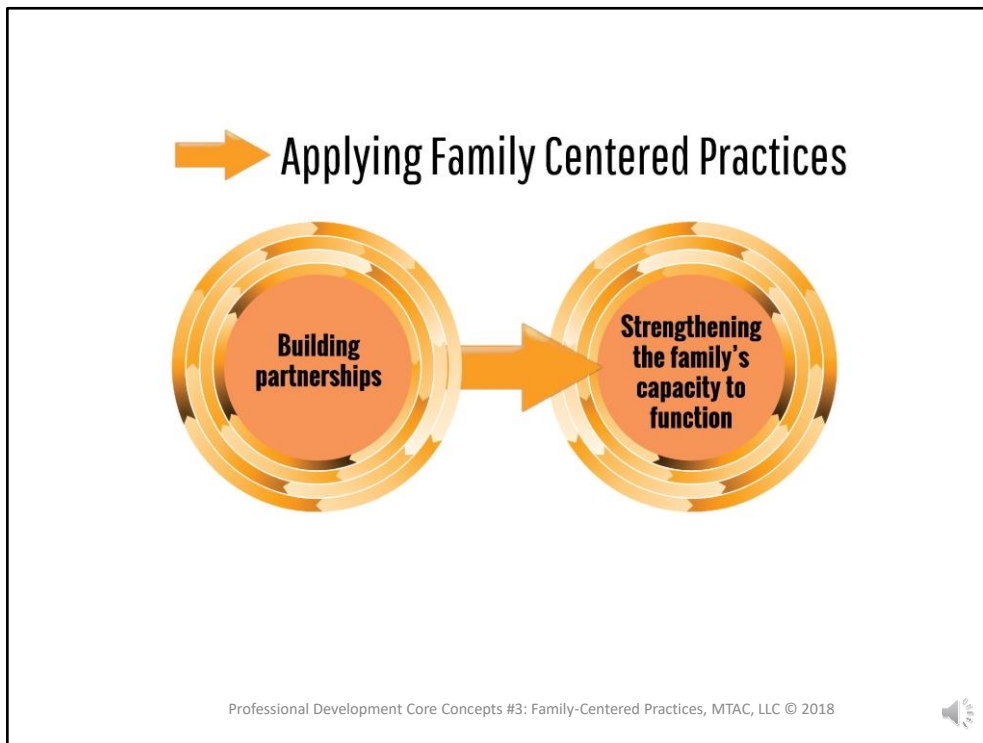 Applying Family Centered Practices
Building
partnerships
Strengthening
the family's
capacity to
function
Professional Development Core Concepts #3: Family-Centered Practices, MTAC, LLC © 2018